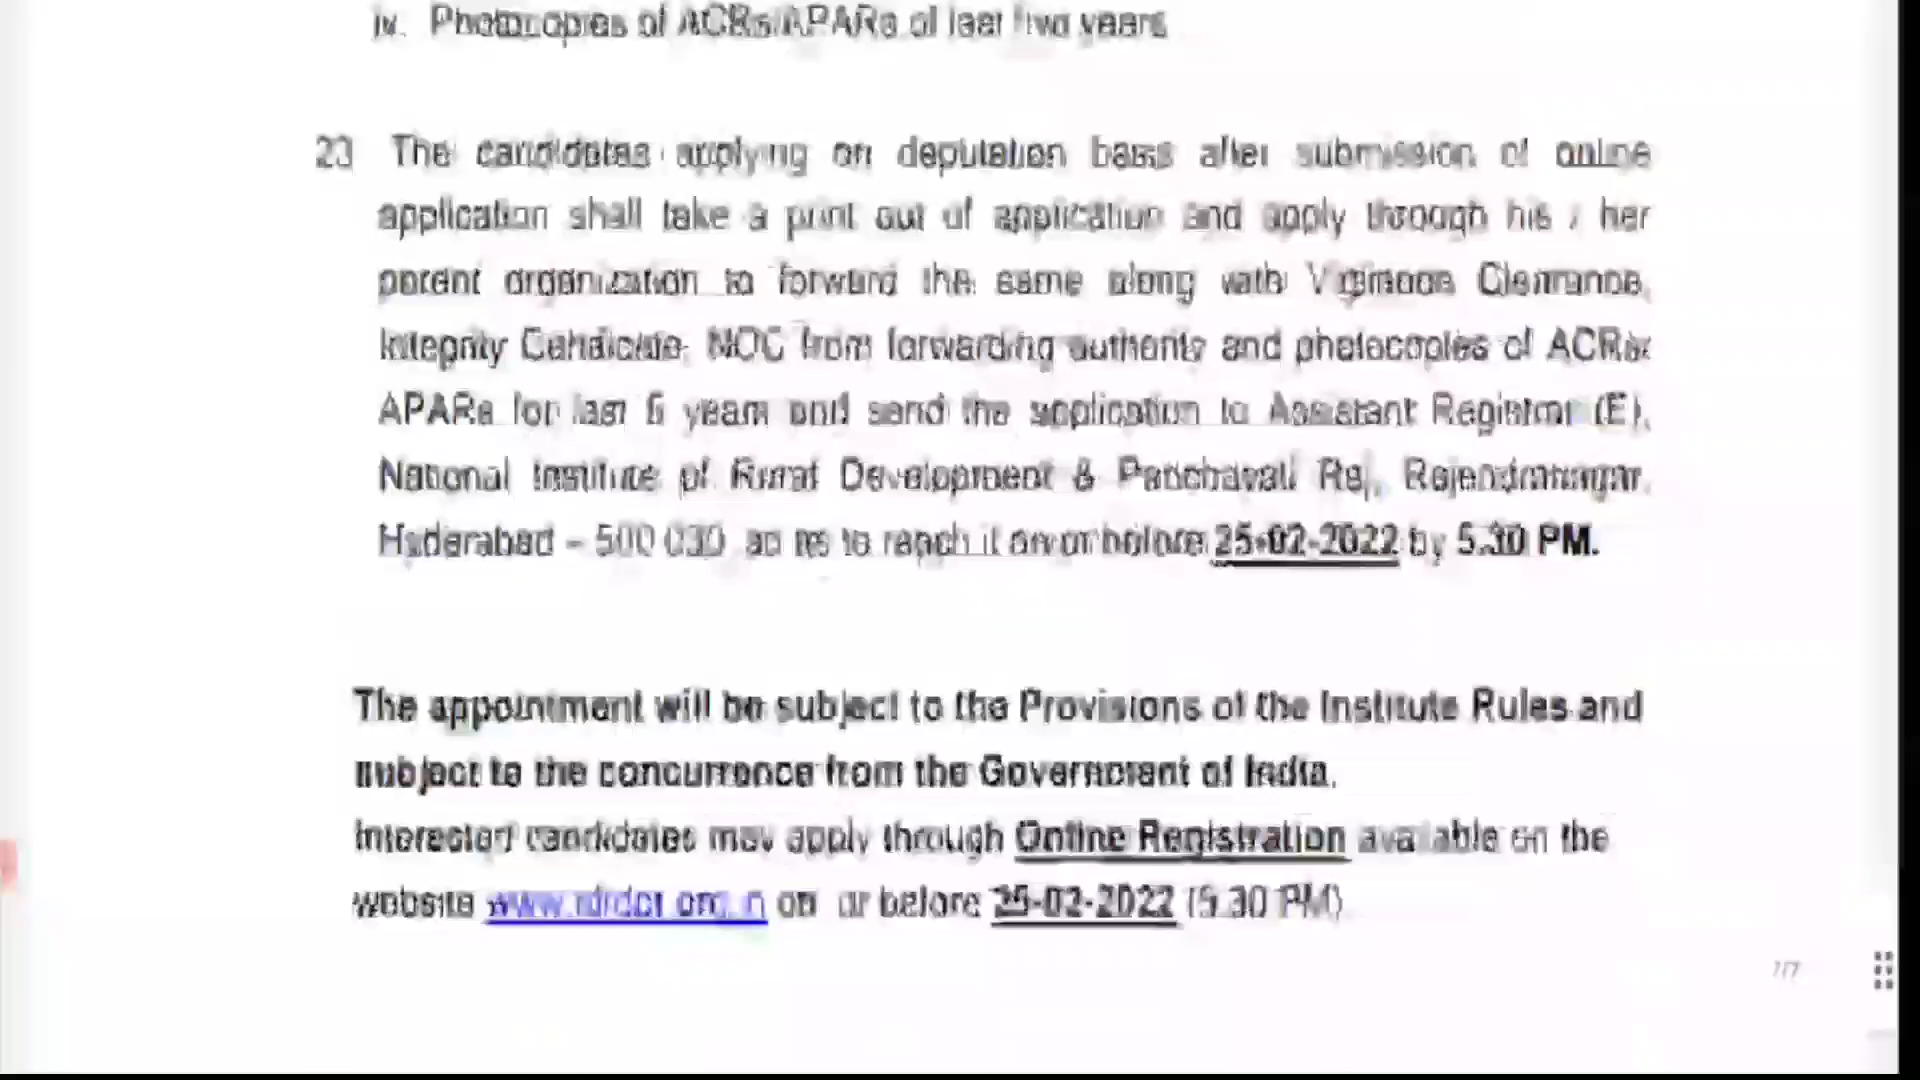 iv. Photocopies of ACRs/APARs of last five years
23 The candidates applying on deputation basis after submission of online
application shall take a print out of application and apply through his / her
parent organization to forward the same along with Vigilance Clearance,
Integrity Certificate, NOC from forwarding authority and photocopies of ACRs/
APARs for last 5 years and send the application to Assistant Registrar (E),
National Institute of Rural Development & Panchayati Raj, Rajendranagar,
Hyderabad – 500 030 so as to reach it on or before 25-02-2022 by 5.30 PM.
The appointment will be subject to the Provisions of the Institute Rules and
subject to the concurrence from the Government of India.
Interested candidates may apply through Online Registration available on the
website on or before 25-02-2022 (5.30 PM).
7/7